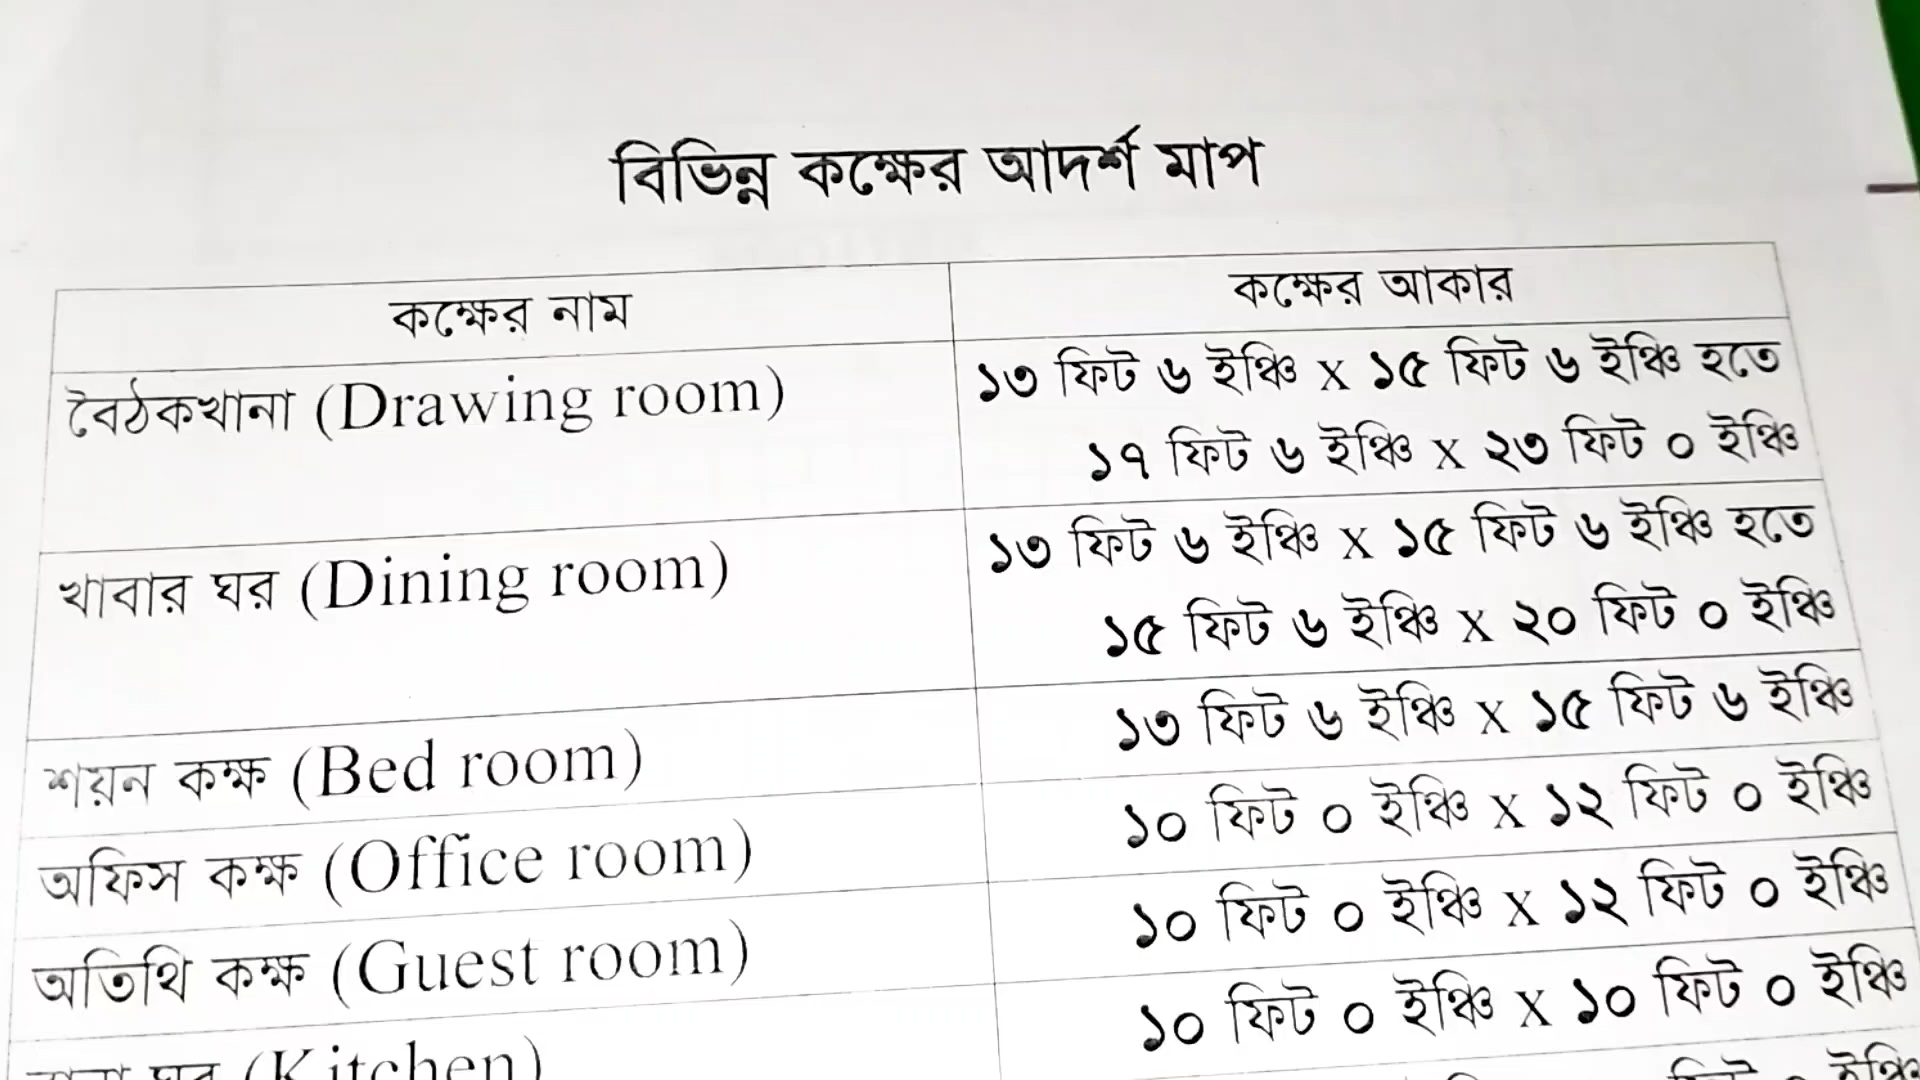 বিভিন্ন কক্ষের আদর্শ মাপ
কক্ষের নাম কক্ষের আকার
বৈঠকখানা (Drawing room) ১৩ ফিট ৬ ইঞ্চি x ১৫ ফিট ৬ ইঞ্চি হতে
১৭ ফিট ৬ ইঞ্চি x ২৩ ফিট ০ ইঞ্চি
খাবার ঘর (Dining room) ১৩ ফিট ৬ ইঞ্চি x ১৫ ফিট ৬ ইঞ্চি হতে
১৫ ফিট ৬ ইঞ্চি x ২০ ফিট ০ ইঞ্চি
শয়ন কক্ষ (Bed room) ১৩ ফিট ৬ ইঞ্চি x ১৫ ফিট ৬ ইঞ্চি
অফিস কক্ষ (Office room) ১০ ফিট ০ ইঞ্চি x ১২ ফিট ০ ইঞ্চি
অতিথি কক্ষ (Guest room) ১০ ফিট ০ ইঞ্চি x ১২ ফিট ০ ইঞ্চি
ঘর (Kitchen) ১০ ফিট ০ ইঞ্চি x ১০ ফিট ০ ইঞ্চি